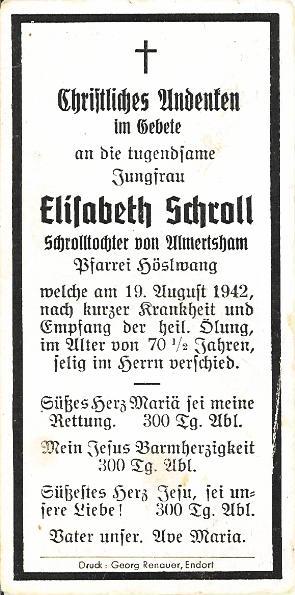 Christliches Andenken
im Gebete
an die tugendsame
Jungfrau
Elisabeth Schroll
Schrolltochter von Almertsham
Pfarrei Höslwang
welche am 19. August 1942,
nach kurzer Krankheit und
Empfang der heil. Ölung,
im Alter von 70 ½ Jahren,
selig im Herrn verschied.
Süßes Herz Mariä sei meine
Rettung. 300 Tg. Abl.
Mein Jesus Barmherzigkeit
300 Tg. Abl.
Süßestes Herz Jesu, sei un-
sere Liebe! 300 Tg. Abl.
Vater unser. Ave Maria.
Druck: Georg Renauer, Endorf